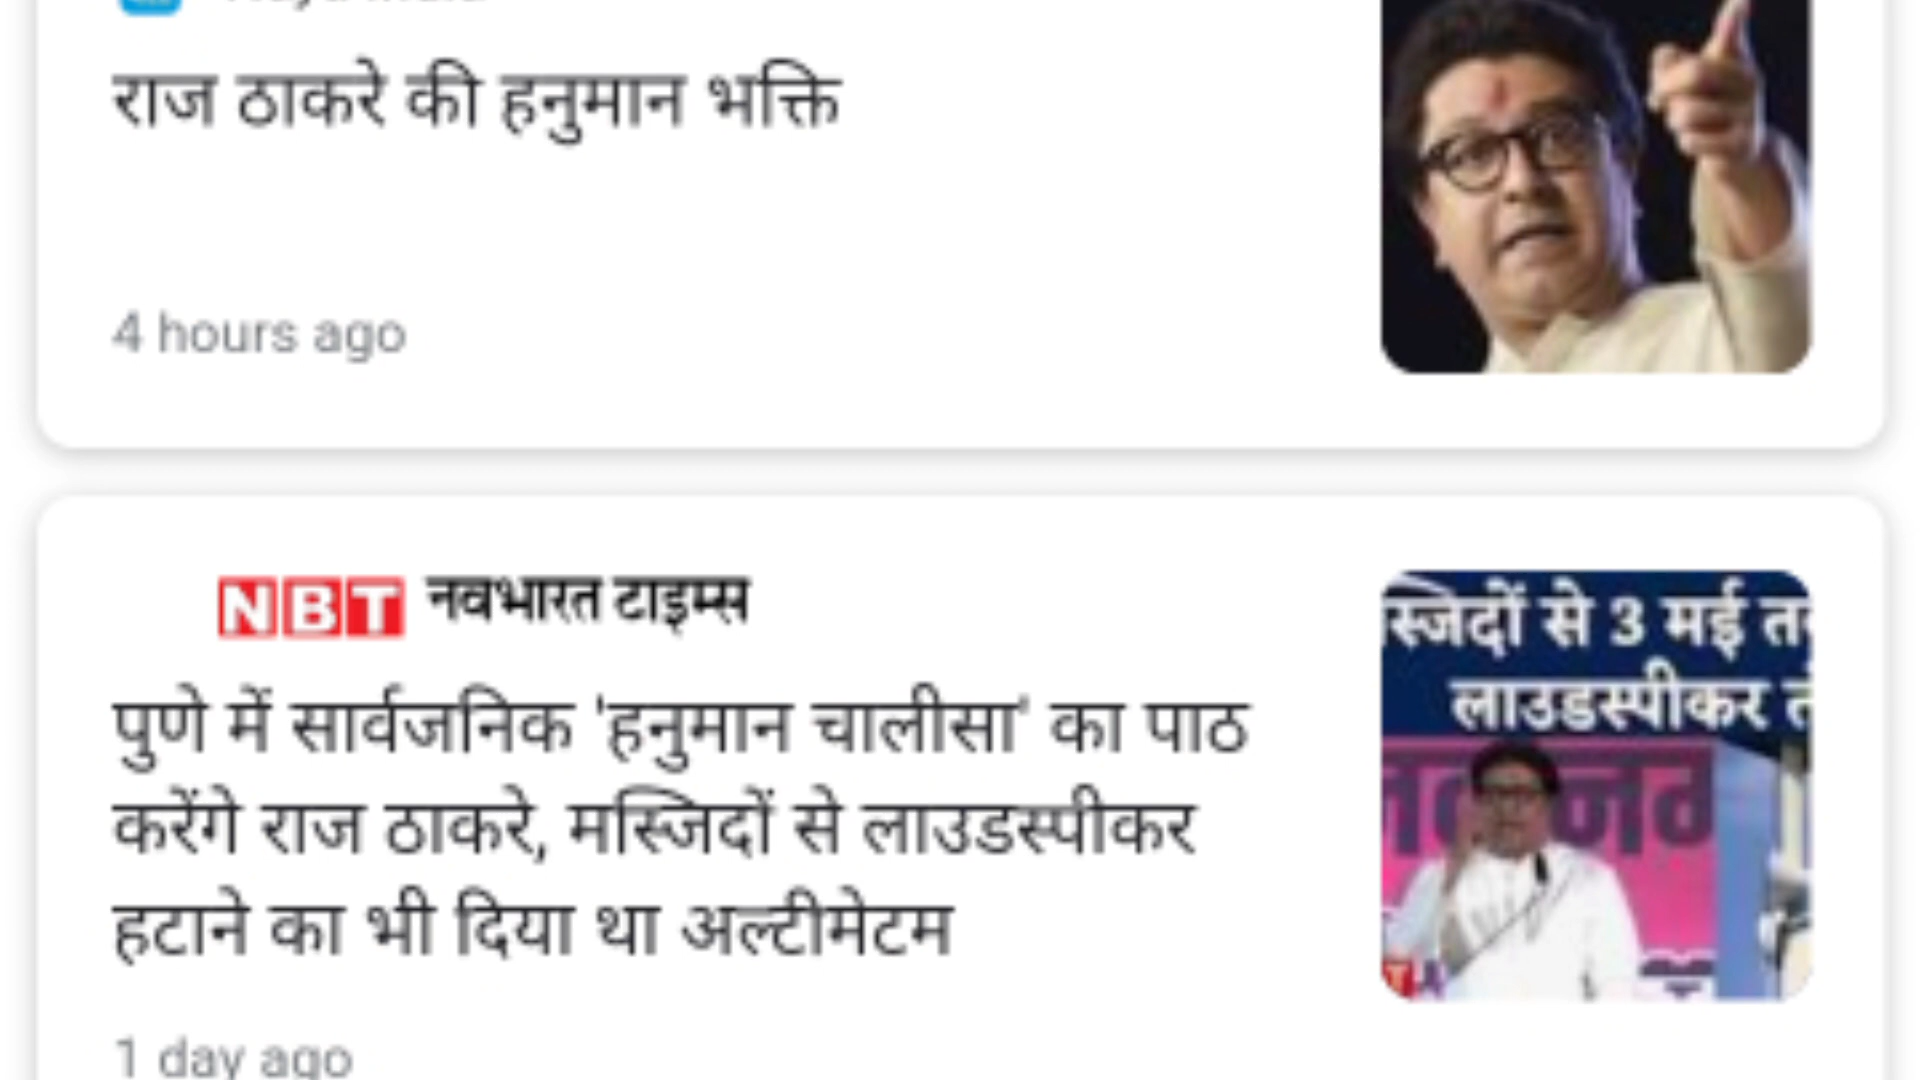 राज ठाकरे की हनुमान भक्ति
4 hours ago
NBT नवभारत टाइम्स
पुणे में सार्वजनिक 'हनुमान चालीसा' का पाठ
करेंगे राज ठाकरे, मस्जिदों से लाउडस्पीकर
हटाने का भी दिया था अल्टीमेटम
1 day ago
स्जिदों से 3 मई
लाउडस्पीकर